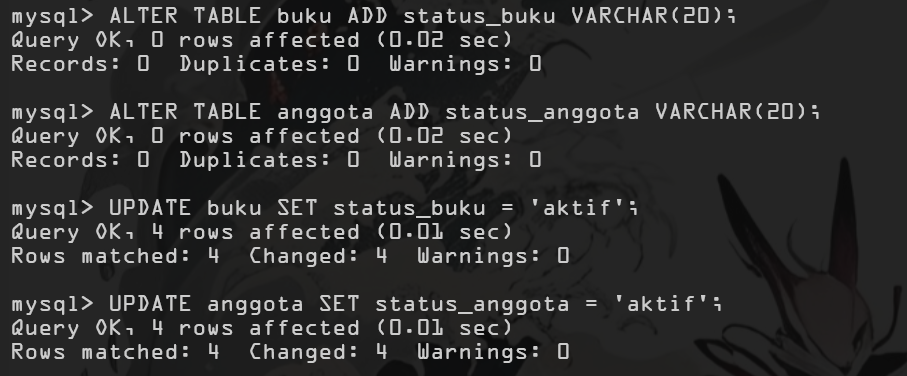 mysql> ALTER TABLE buku ADD status_buku VARCHAR(20);
Query OK, 0 rows affected (0.02 sec)
Records: 0  Duplicates: 0  Warnings: 0
mysql> ALTER TABLE anggota ADD status_anggota VARCHAR(20);
Query OK, 0 rows affected (0.02 sec)
Records: 0  Duplicates: 0  Warnings: 0
mysql> UPDATE buku SET status_buku = 'aktif';
Query OK, 4 rows affected (0.01 sec)
Rows matched: 4  Changed: 4  Warnings: 0
mysql> UPDATE anggota SET status_anggota = 'aktif';
Query OK, 4 rows affected (0.01 sec)
Rows matched: 4  Changed: 4  Warnings: 0